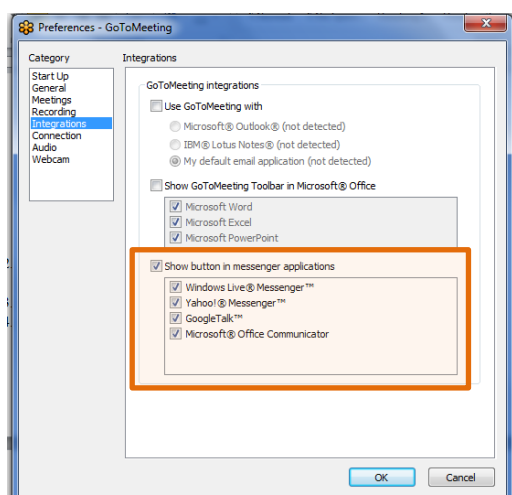 Preferences - GoToMeeting
Category
Integrations
Start Up
General
Meetings
Recording
Integrations
Connection
Audio
Webcam
GoToMeeting integrations
Use GoToMeeting with
Microsoft® Outlook® (not detected)
IBM® Lotus Notes® (not detected)
My default email application (not detected)
Show GoToMeeting Toolbar in Microsoft® Office
Microsoft Word
Microsoft Excel
Microsoft PowerPoint
Show button in messenger applications
Windows Live® Messenger™
Yahoo!® Messenger™
GoogleTalk™
Microsoft® Office Communicator
OK Cancel